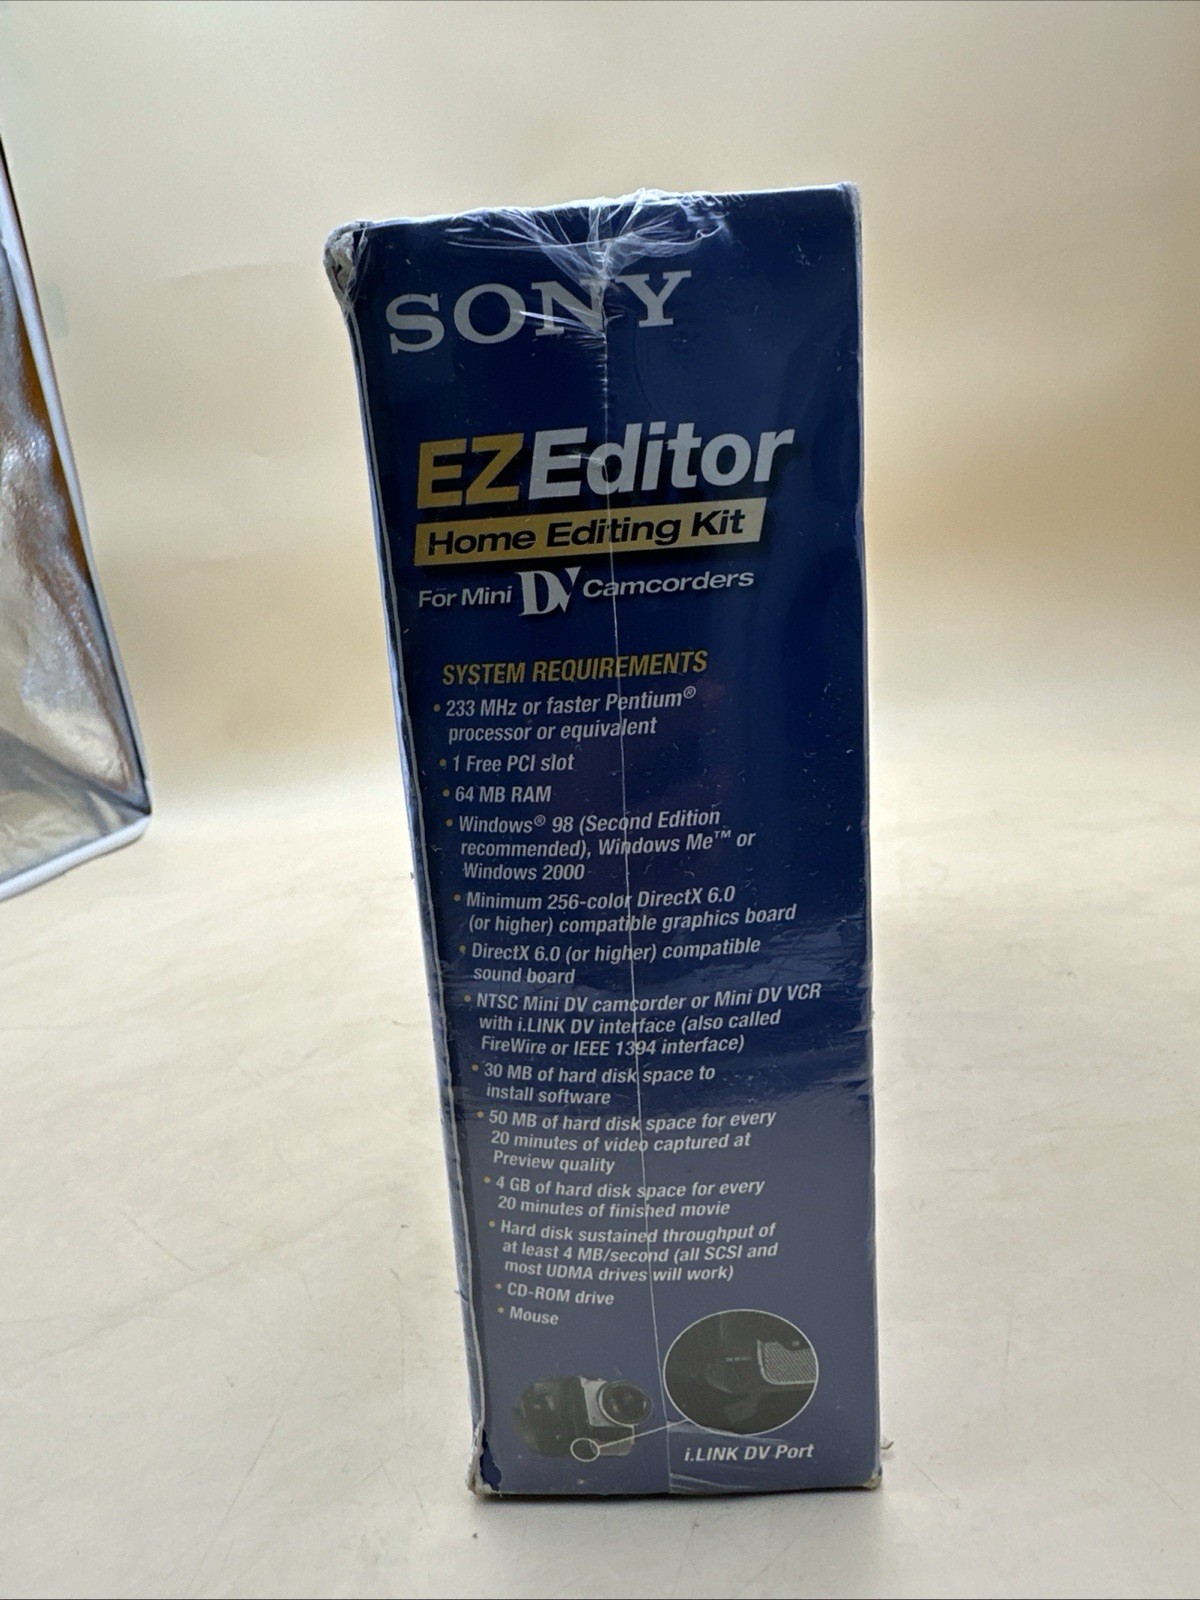 SONY
EZEditor
Home Editing Kit
For Mini DV Camcorders
SYSTEM REQUIREMENTS
• 233 MHz or faster Pentium®
processor or equivalent
• 1 Free PCI slot
• 64 MB RAM
• Windows® 98 (Second Edition
recommended), Windows Me™ or
Windows 2000
• Minimum 256-color DirectX 6.0
(or higher) compatible graphics board
• DirectX 6.0 (or higher) compatible
sound board
• NTSC Mini DV camcorder or Mini DV VCR
with i.LINK DV interface (also called
FireWire or IEEE 1394 interface)
• 30 MB of hard disk space to
install software
• 50 MB of hard disk space for every
20 minutes of video captured at
Preview quality
• 4 GB of hard disk space for every
20 minutes of finished movie
• Hard disk sustained throughput of
at least 4 MB/second (all SCSI and
most UDMA drives will work)
• CD-ROM drive
• Mouse
i.LINK DV Port